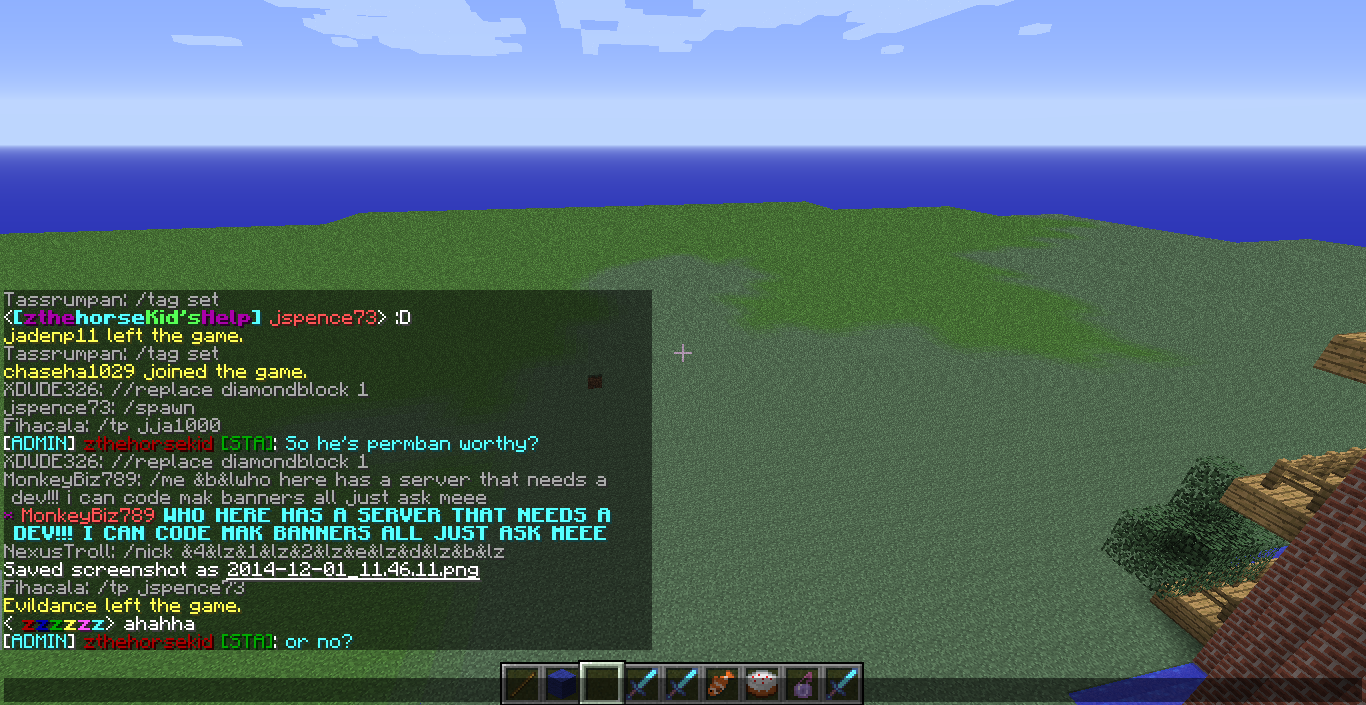 Tassrumpan: /tag set
<[zthehorseKid'sHelp] jspence73> :D
jadenp11 left the game.
Tassrumpan: /tag set
chaseha1029 joined the game.
XDUDE326: //replace diamondblock 1
jspence73: /spawn
Fihacala: /tp jja1000
[ADMIN] zthehorsekid [STA]: So he's permban worthy?
XDUDE326: //replace diamondblock 1
MonkeyBiz789: /me &b&lwho here has a server that needs a
dev!!! i can code mak banners all just ask meee
* MonkeyBiz789 WHO HERE HAS A SERVER THAT NEEDS A
DEV!!! I CAN CODE MAK BANNERS ALL JUST ASK MEEE
NexusTroll: /nick &4&lz&1&lz&2&lz&e&lz&d&lz&b&lz
Saved screenshot as 2014-12-01_11.46.11.png
Fihacala: /tp jspence73
Evildance left the game.
< zzzzzz> ahahha
[ADMIN] zthehorsekid [STA]: or no?